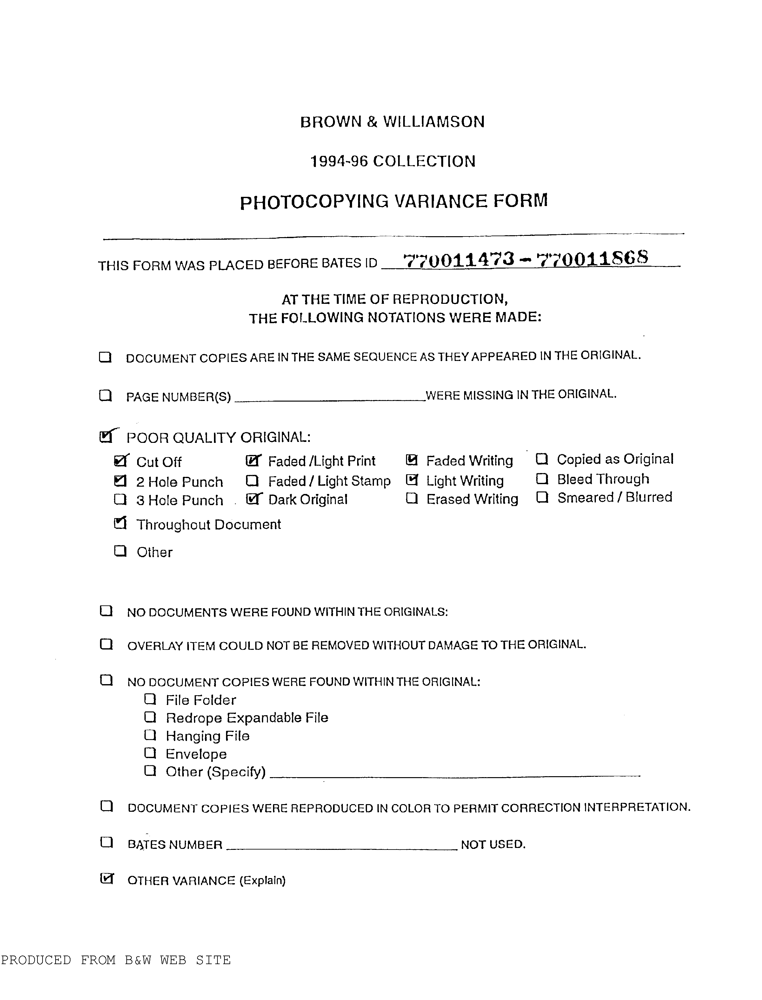 BROWN & WILLIAMSON
1994-96 COLLECTION
PHOTOCOPYING VARIANCE FORM
THIS FORM WAS PLACED BEFORE BATES ID 770011473 - 770011868
AT THE TIME OF REPRODUCTION,
THE FOLLOWING NOTATIONS WERE MADE:
☐ DOCUMENT COPIES ARE IN THE SAME SEQUENCE AS THEY APPEARED IN THE ORIGINAL.
☐ PAGE NUMBER(S) ____________________ WERE MISSING IN THE ORIGINAL.
☑ POOR QUALITY ORIGINAL:
☑ Cut Off ☑ Faded /Light Print ☑ Faded Writing ☐ Copied as Original
☑ 2 Hole Punch ☐ Faded / Light Stamp ☑ Light Writing ☐ Bleed Through
☐ 3 Hole Punch ☑ Dark Original ☐ Erased Writing ☐ Smeared / Blurred
☑ Throughout Document
☐ Other
☐ NO DOCUMENTS WERE FOUND WITHIN THE ORIGINALS:
☐ OVERLAY ITEM COULD NOT BE REMOVED WITHOUT DAMAGE TO THE ORIGINAL.
☐ NO DOCUMENT COPIES WERE FOUND WITHIN THE ORIGINAL:
☐ File Folder
☐ Redrope Expandable File
☐ Hanging File
☐ Envelope
☐ Other (Specify) ____________________
☐ DOCUMENT COPIES WERE REPRODUCED IN COLOR TO PERMIT CORRECTION INTERPRETATION.
☐ BATES NUMBER ____________________ NOT USED.
☑ OTHER VARIANCE (Explain)
PRODUCED FROM B&W WEB SITE